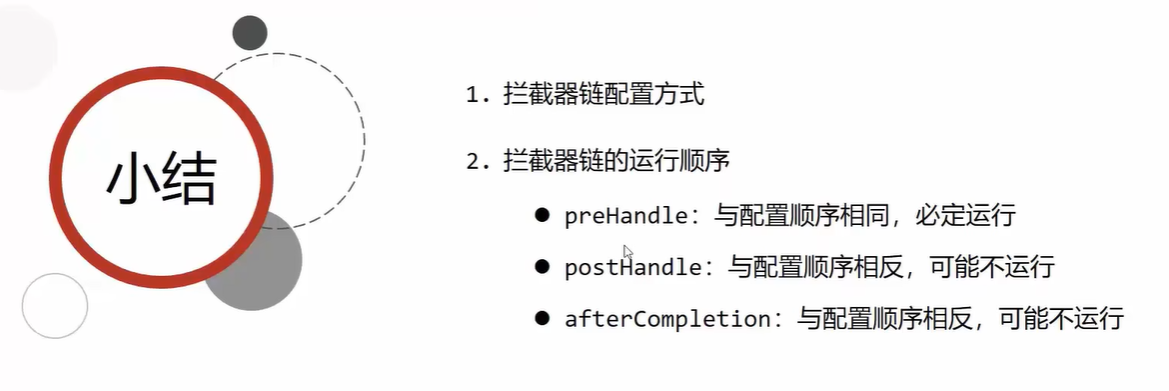 小结
1. 拦截器链配置方式
2. 拦截器链的运行顺序
● preHandle：与配置顺序相同，必定运行
● postHandle：与配置顺序相反，可能不运行
● afterCompletion：与配置顺序相反，可能不运行